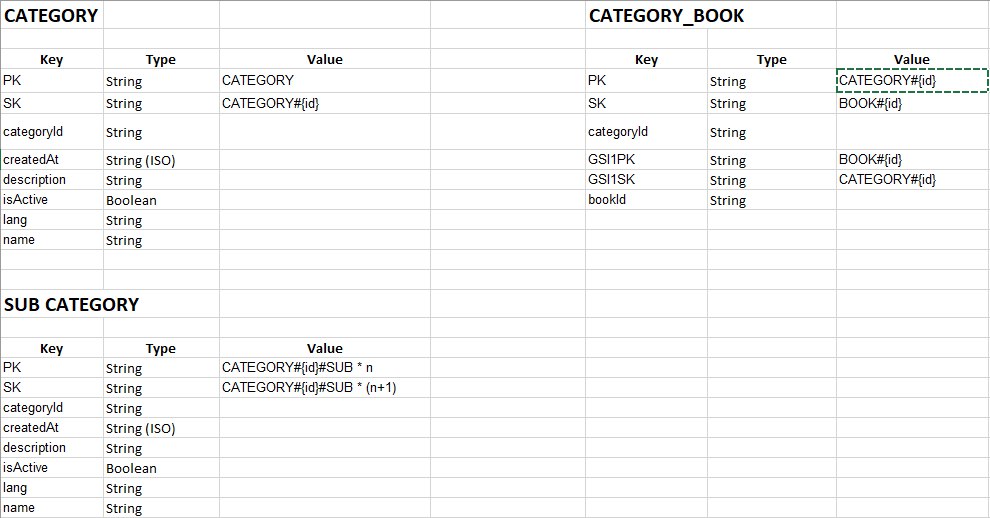 CATEGORY CATEGORY_BOOK
Key Type Value Key Type Value
PK String CATEGORY PK String CATEGORY#{id}
SK String CATEGORY#{id} SK String BOOK#{id}
categoryId String categoryId String
createdAt String (ISO) GSI1PK String BOOK#{id}
description String GSI1SK String CATEGORY#{id}
isActive Boolean bookId String
lang String
name String
SUB CATEGORY
Key Type Value
PK String CATEGORY#{id}#SUB * n
SK String CATEGORY#{id}#SUB * (n+1)
categoryId String
createdAt String (ISO)
description String
isActive Boolean
lang String
name String